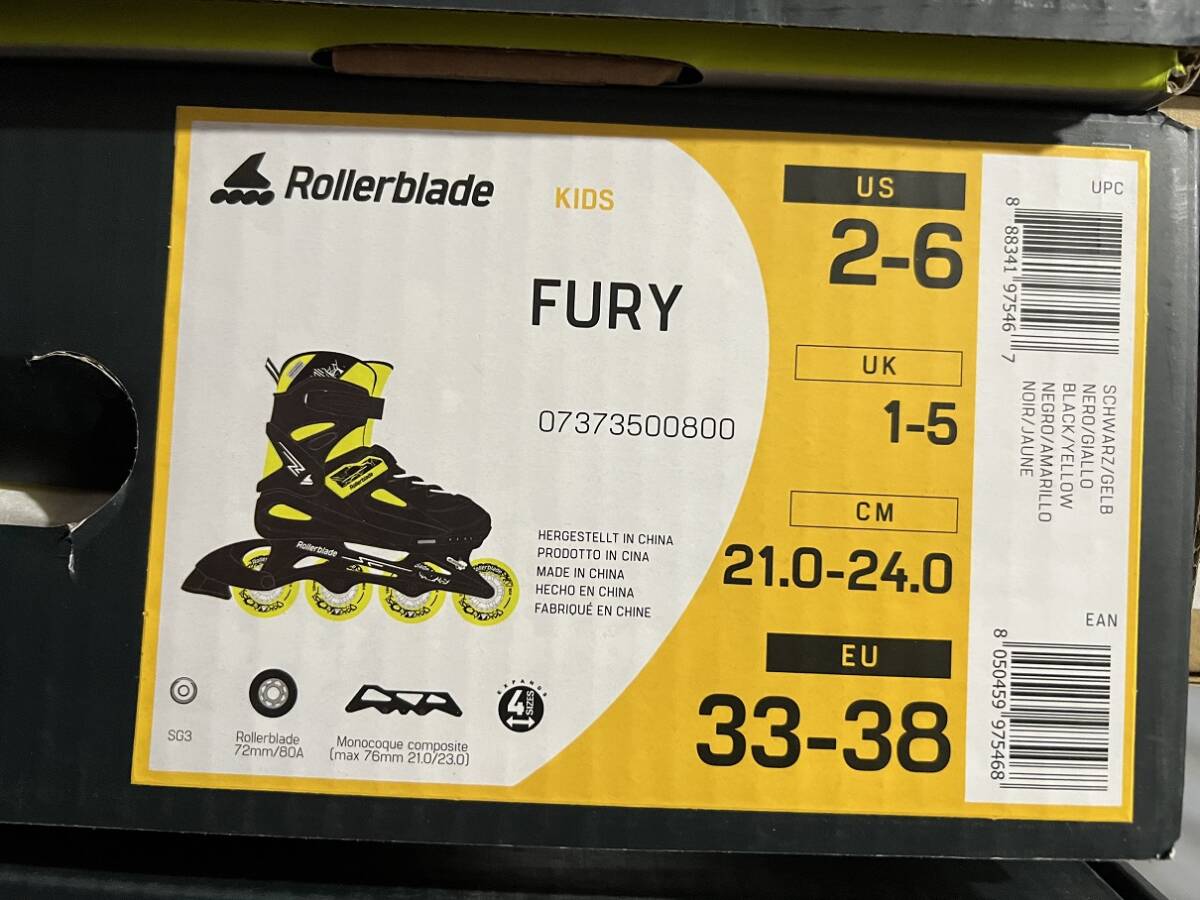 Rollerblade
KIDS
FURY
07373500800
Rollerblade
Rollerblade
HERGESTELLT IN CHINA
PRODOTTO IN CINA
MADE IN CHINA
HECHO EN CHINA
FABRIQUÉ EN CHINE
SG3
Rollerblade
72mm/80A
Monocoque composite
(max 76mm 21.0/23.0)
EXPANDS
4 SIZES
US
2-6
UK
1-5
CM
21.0-24.0
EU
33-38
UPC
8 88341 97546 7
SCHWARZ/GELB
NERO/GIALLO
BLACK/YELLOW
NEGRO/AMARILLO
NOIR/JAUNE
EAN
8 050459 975468